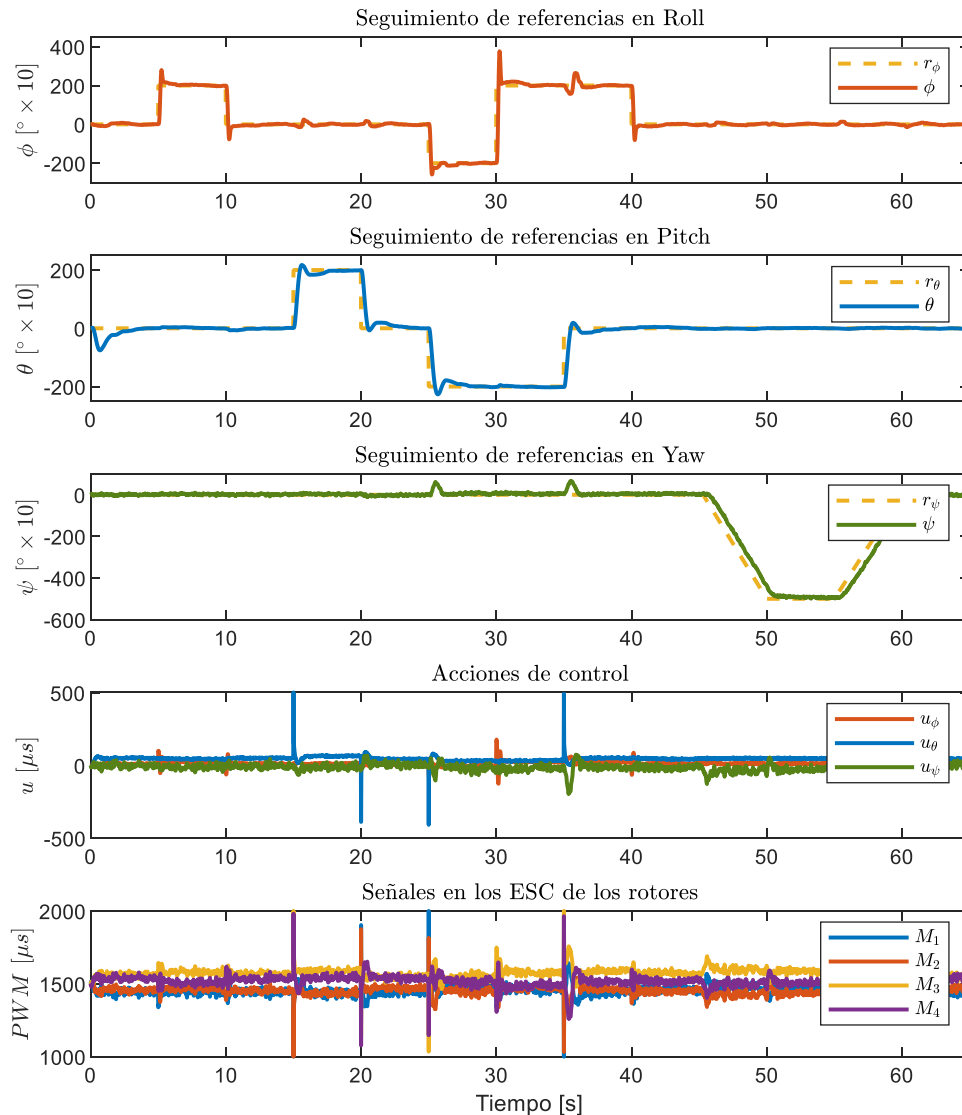 Seguimiento de referencias en Roll
ϕ [° × 10]
400
200
0
-200
0 10 20 30 40 50 60
r_ϕ
ϕ
Seguimiento de referencias en Pitch
θ [° × 10]
200
0
-200
0 10 20 30 40 50 60
r_θ
θ
Seguimiento de referencias en Yaw
ψ [° × 10]
0
-200
-400
-600
0 10 20 30 40 50 60
r_ψ
ψ
Acciones de control
u [μs]
500
0
-500
0 10 20 30 40 50 60
u_ϕ
u_θ
u_ψ
Señales en los ESC de los rotores
PWM [μs]
2000
1500
1000
0 10 20 30 40 50 60
M_1
M_2
M_3
M_4
Tiempo [s]